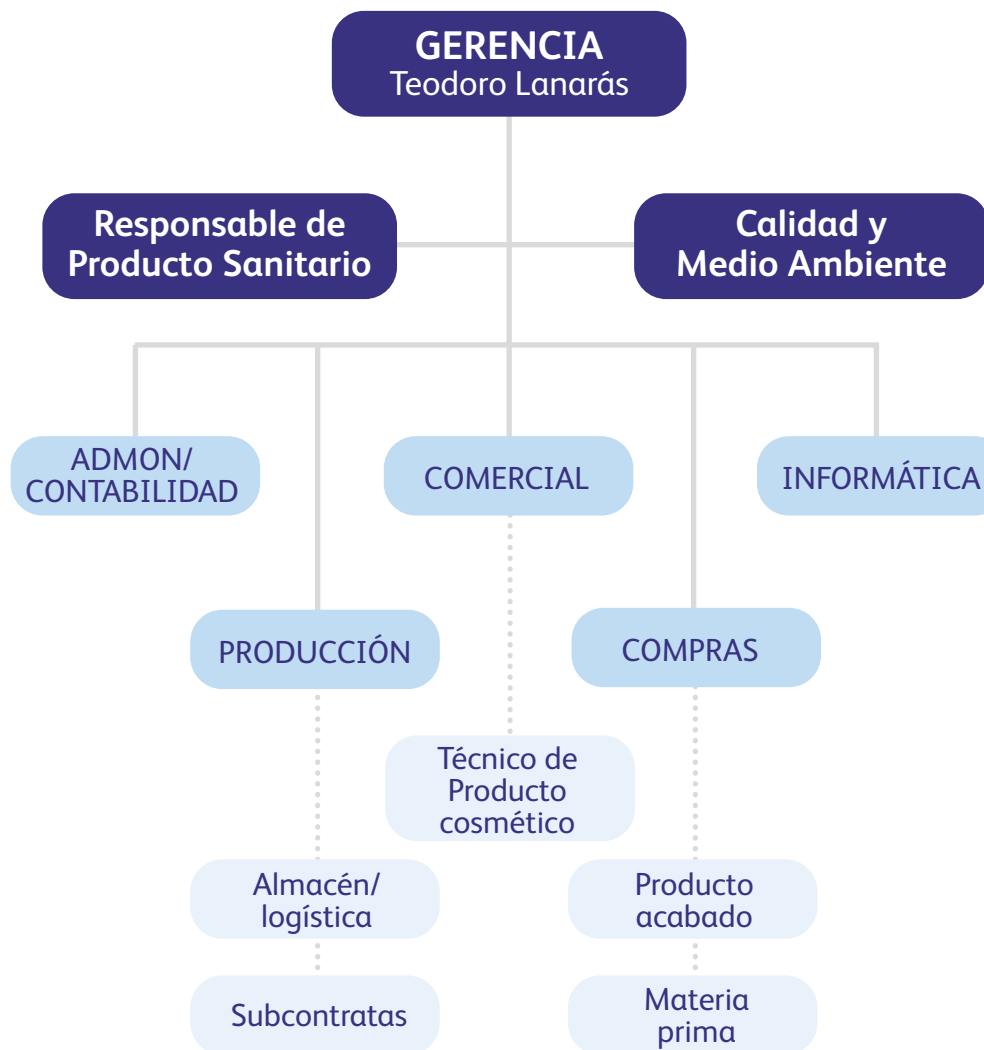 GERENCIA
Teodoro Lanarás
Responsable de
Producto Sanitario
Calidad y
Medio Ambiente
ADMON/
CONTABILIDAD
COMERCIAL
INFORMÁTICA
PRODUCCIÓN
COMPRAS
Técnico de
Producto
cosmético
Almacén/
logística
Producto
acabado
Subcontratas
Materia
prima